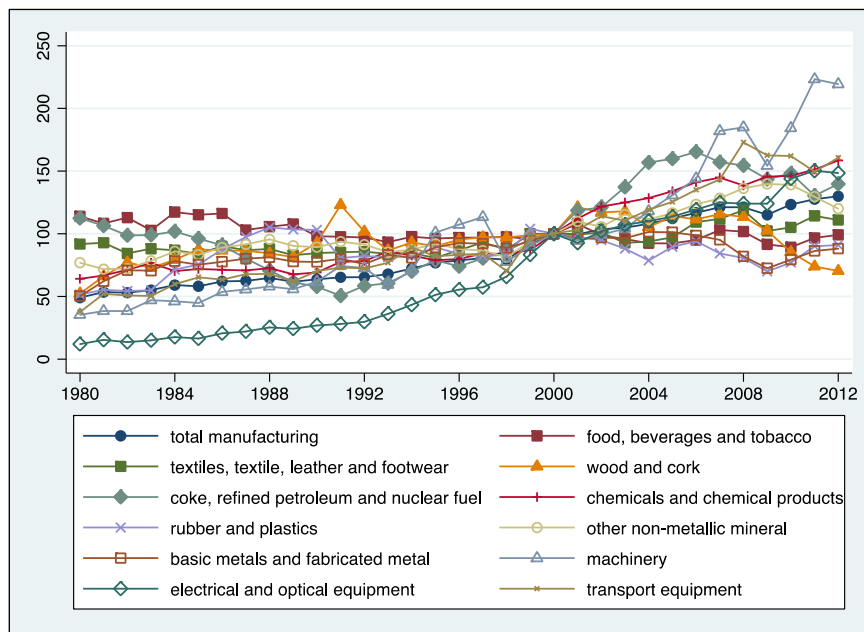 250
200
150
100
50
0
1980 1984 1988 1992 1996 2000 2004 2008 2012
total manufacturing food, beverages and tobacco
textiles, textile, leather and footwear wood and cork
coke, refined petroleum and nuclear fuel chemicals and chemical products
rubber and plastics other non-metallic mineral
basic metals and fabricated metal machinery
electrical and optical equipment transport equipment